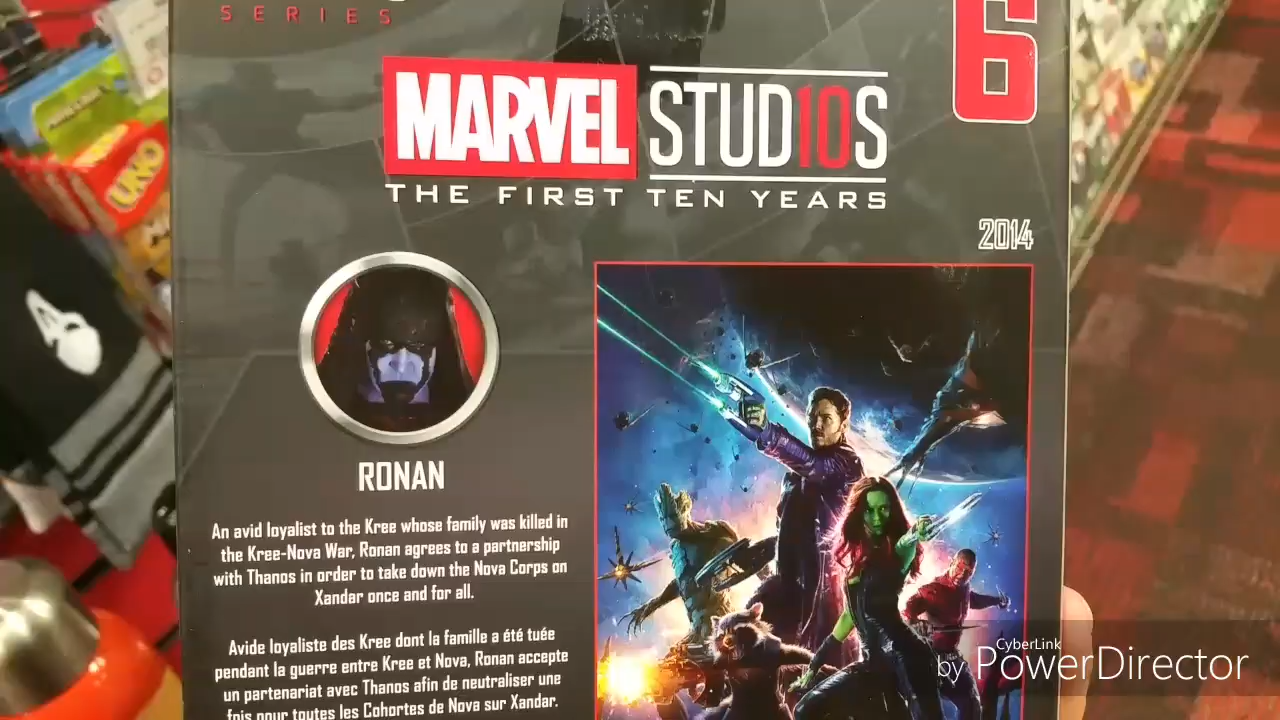 SERIES
6
MARVEL STUD10S
THE FIRST TEN YEARS
2014
UNO
RONAN
An avid loyalist to the Kree whose family was killed in
the Kree-Nova War, Ronan agrees to a partnership
with Thanos in order to take down the Nova Corps on
Xandar once and for all.
Avide loyaliste des Kree dont la famille a été tuée
pendant la guerre entre Kree et Nova, Ronan accepte
un partenariat avec Thanos afin de neutraliser une
fois pour toutes les Cohortes de Nova sur Xandar.
CyberLink
by PowerDirector